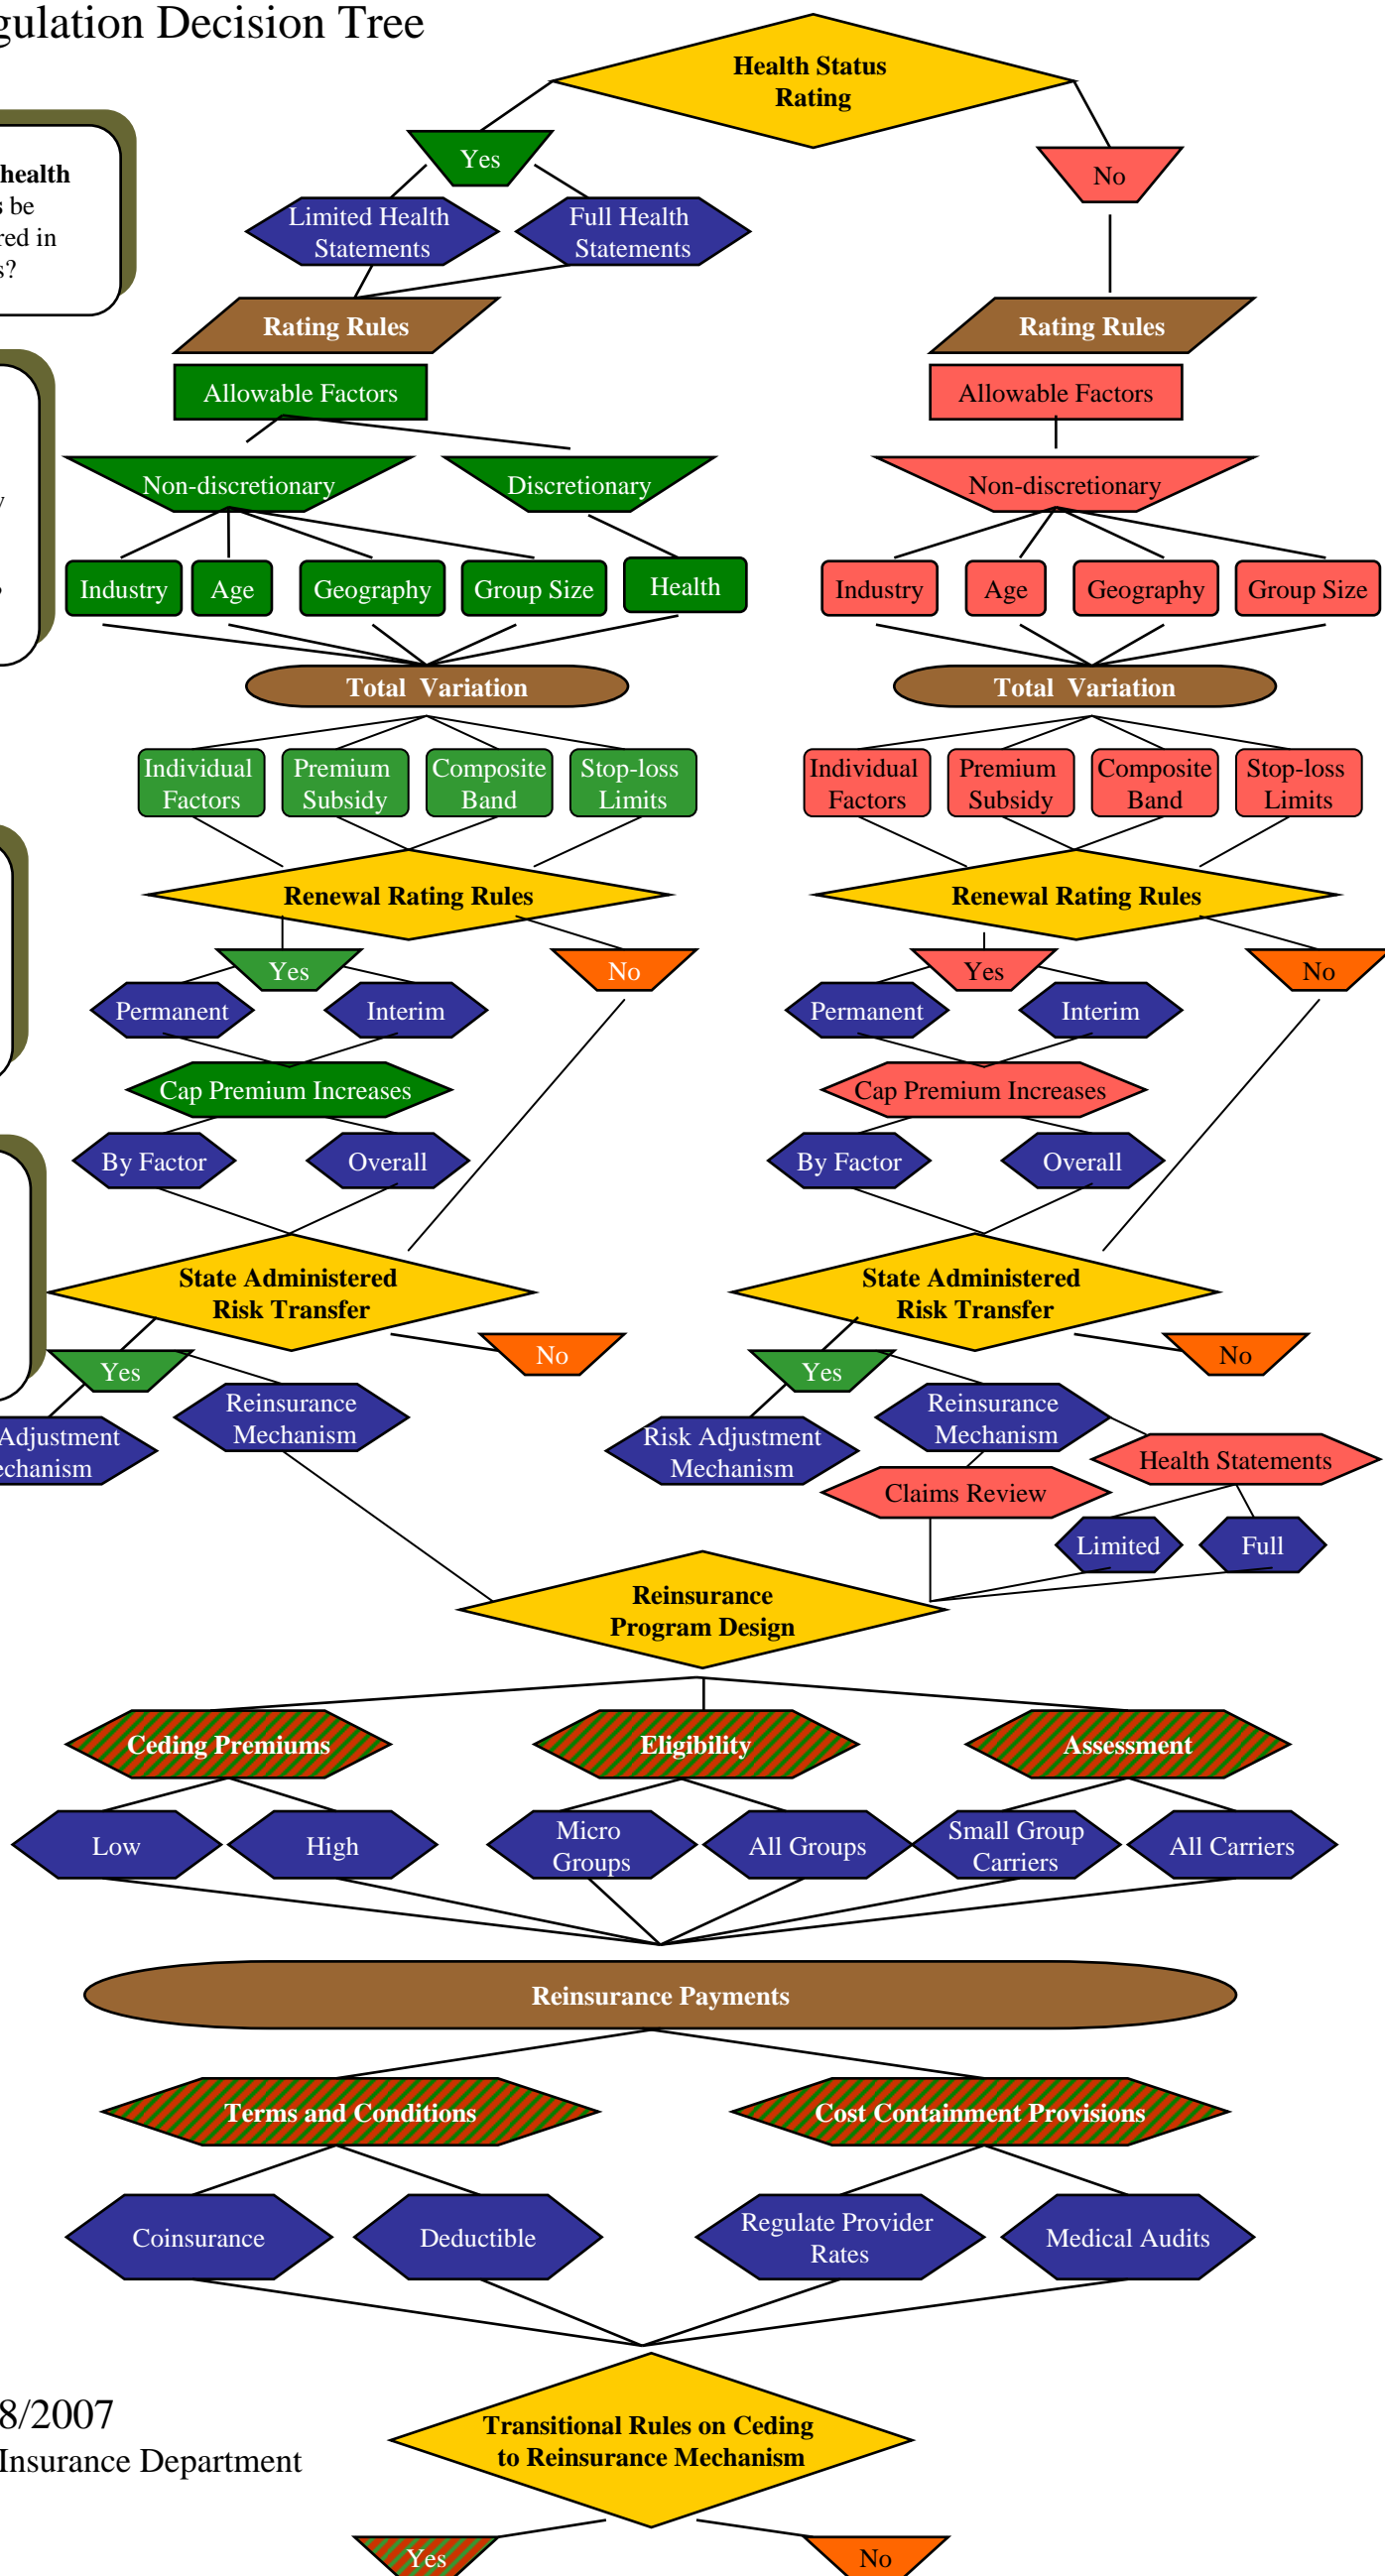 gulation Decision Tree
Health Status
Rating
health
s be
red in
s?
Yes
No
Limited Health
Statements
Full Health
Statements
Rating Rules
Rating Rules
Allowable Factors
Allowable Factors
Non-discretionary
Discretionary
Non-discretionary
Industry
Age
Geography
Group Size
Health
Industry
Age
Geography
Group Size
Total Variation
Total Variation
Individual
Factors
Premium
Subsidy
Composite
Band
Stop-loss
Limits
Individual
Factors
Premium
Subsidy
Composite
Band
Stop-loss
Limits
Renewal Rating Rules
Renewal Rating Rules
Yes
No
Yes
No
Permanent
Interim
Permanent
Interim
Cap Premium Increases
Cap Premium Increases
By Factor
Overall
By Factor
Overall
State Administered
Risk Transfer
State Administered
Risk Transfer
Yes
No
Yes
No
Adjustment
echanism
Reinsurance
Mechanism
Risk Adjustment
Mechanism
Reinsurance
Mechanism
Health Statements
Claims Review
Limited
Full
Reinsurance
Program Design
Ceding Premiums
Eligibility
Assessment
Low
High
Micro
Groups
All Groups
Small Group
Carriers
All Carriers
Reinsurance Payments
Terms and Conditions
Cost Containment Provisions
Coinsurance
Deductible
Regulate Provider
Rates
Medical Audits
8/2007
Insurance Department
Transitional Rules on Ceding
to Reinsurance Mechanism
Yes
No